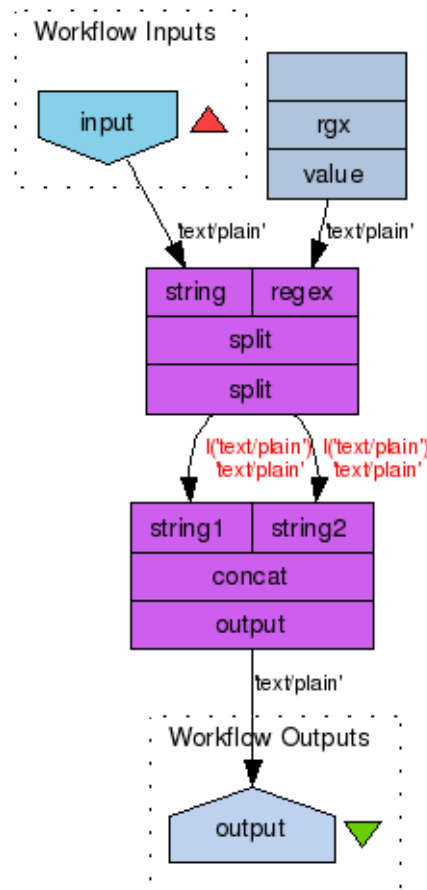 Workflow Inputs
input
rgx
value
'text/plain' 'text/plain'
string regex
split
split
l('text/plain') l('text/plain')
'text/plain' 'text/plain'
string1 string2
concat
output
'text/plain'
Workflow Outputs
output